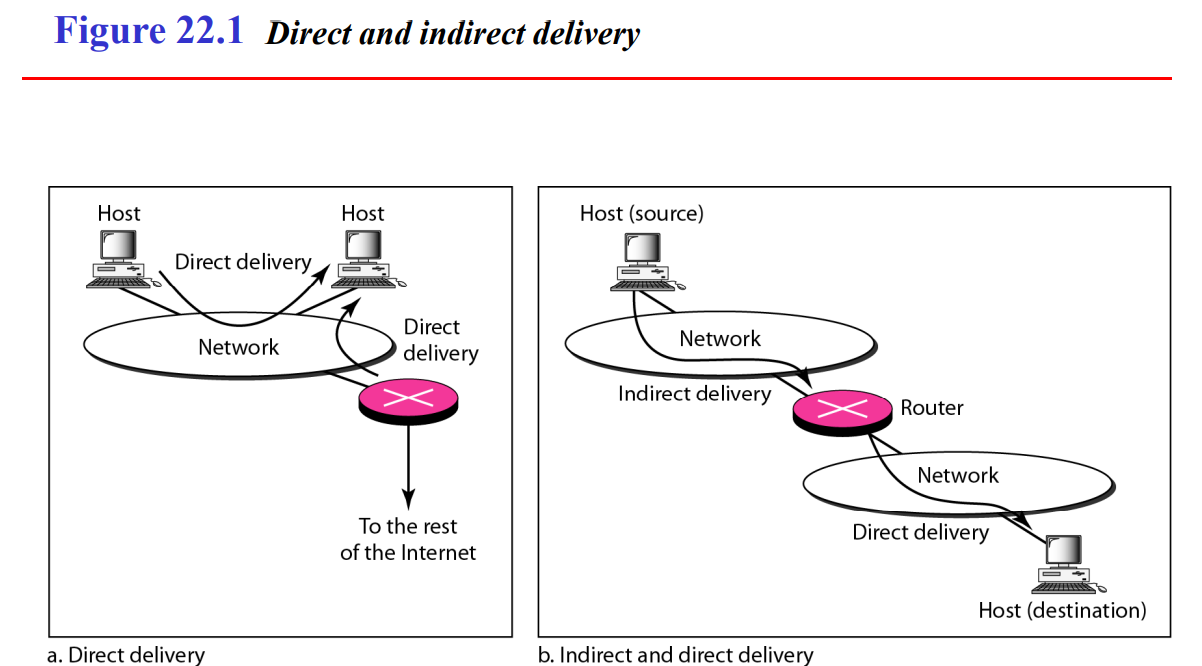 Figure 22.1 Direct and indirect delivery
Host
Host
Direct delivery
Network
Direct
delivery
To the rest
of the Internet
a. Direct delivery
Host (source)
Network
Indirect delivery
Router
Network
Direct delivery
Host (destination)
b. Indirect and direct delivery